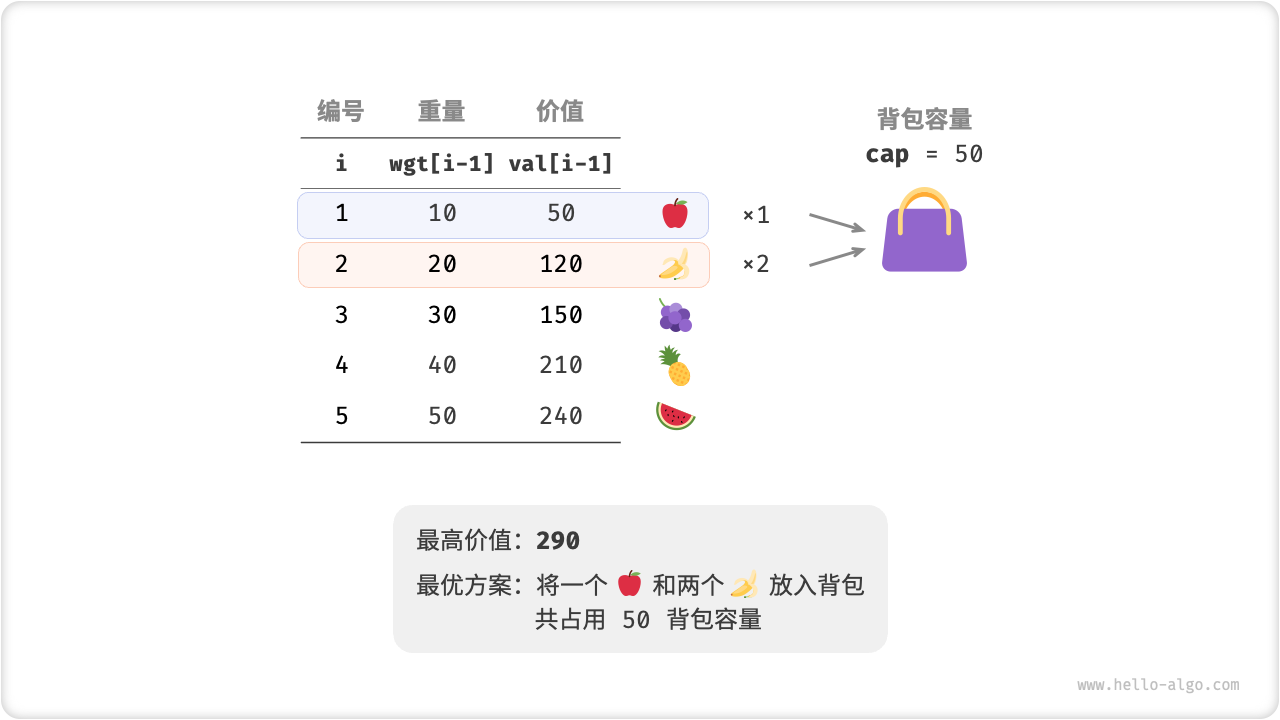 编号 重量 价值
i wgt[i-1] val[i-1]
1 10 50 ×1
2 20 120 ×2
3 30 150
4 40 210
5 50 240
背包容量
cap = 50
最高价值：290
最优方案：将一个 和两个 放入背包
共占用 50 背包容量
www.hello-algo.com